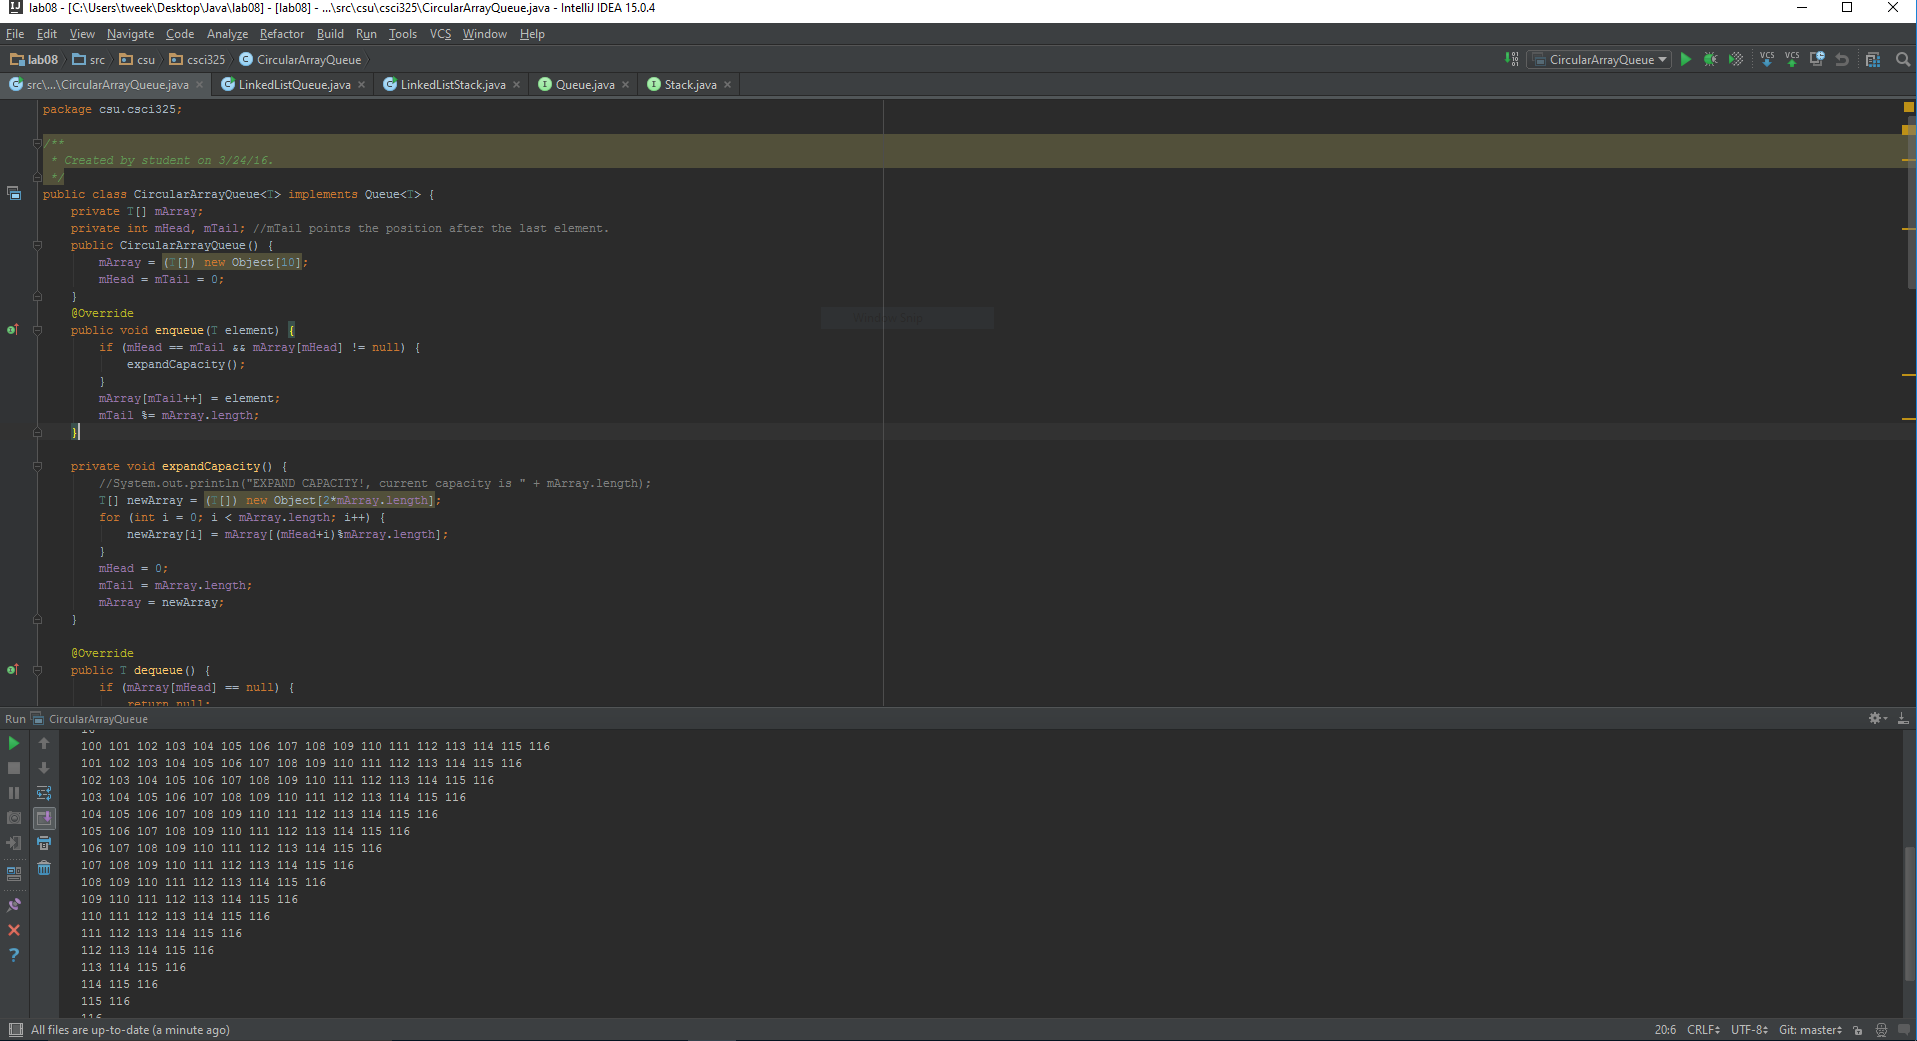 lab08 - [C:\Users\tweek\Desktop\Java\lab08] - [lab08] - ...\src\csu\csci325\CircularArrayQueue.java - IntelliJ IDEA 15.0.4
File Edit View Navigate Code Analyze Refactor Build Run Tools VCS Window Help
lab08 src csu csci325 CircularArrayQueue CircularArrayQueue VCS VCS
src\...\CircularArrayQueue.java LinkedListQueue.java LinkedListStack.java Queue.java Stack.java
package csu.csci325;
/**
* Created by student on 3/24/16.
*/
public class CircularArrayQueue<T> implements Queue<T> {
private T[] mArray;
private int mHead, mTail; //mTail points the position after the last element.
public CircularArrayQueue() {
mArray = (T[]) new Object[10];
mHead = mTail = 0;
}
@Override
public void enqueue(T element) {
if (mHead == mTail && mArray[mHead] != null) {
expandCapacity();
}
mArray[mTail++] = element;
mTail %= mArray.length;
}
private void expandCapacity() {
//System.out.println("EXPAND CAPACITY!, current capacity is " + mArray.length);
T[] newArray = (T[]) new Object[2*mArray.length];
for (int i = 0; i < mArray.length; i++) {
newArray[i] = mArray[(mHead+i)%mArray.length];
}
mHead = 0;
mTail = mArray.length;
mArray = newArray;
}
@Override
public T dequeue() {
if (mArray[mHead] == null) {
return null;
Run CircularArrayQueue
100 101 102 103 104 105 106 107 108 109 110 111 112 113 114 115 116
101 102 103 104 105 106 107 108 109 110 111 112 113 114 115 116
102 103 104 105 106 107 108 109 110 111 112 113 114 115 116
103 104 105 106 107 108 109 110 111 112 113 114 115 116
104 105 106 107 108 109 110 111 112 113 114 115 116
105 106 107 108 109 110 111 112 113 114 115 116
106 107 108 109 110 111 112 113 114 115 116
107 108 109 110 111 112 113 114 115 116
108 109 110 111 112 113 114 115 116
109 110 111 112 113 114 115 116
110 111 112 113 114 115 116
111 112 113 114 115 116
112 113 114 115 116
113 114 115 116
114 115 116
115 116
116
All files are up-to-date (a minute ago) 20:6 CRLF UTF-8 Git: master